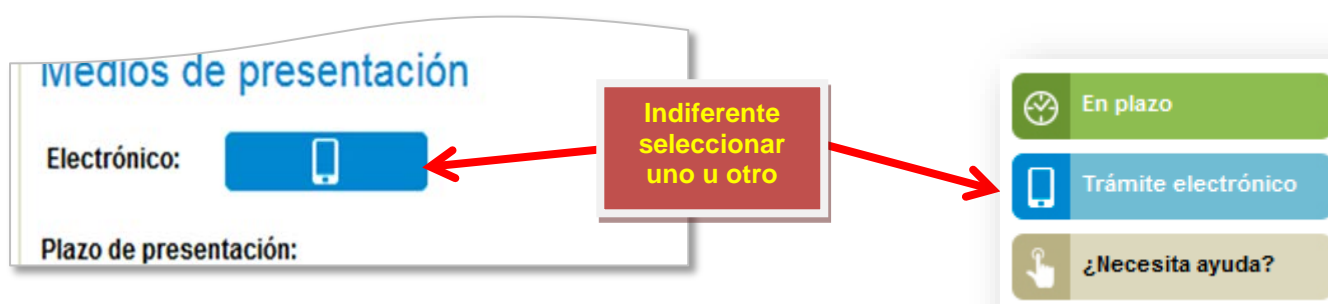 Medios de presentación
Electrónico:
Plazo de presentación:
Indiferente
seleccionar
uno u otro
En plazo
Trámite electrónico
¿Necesita ayuda?